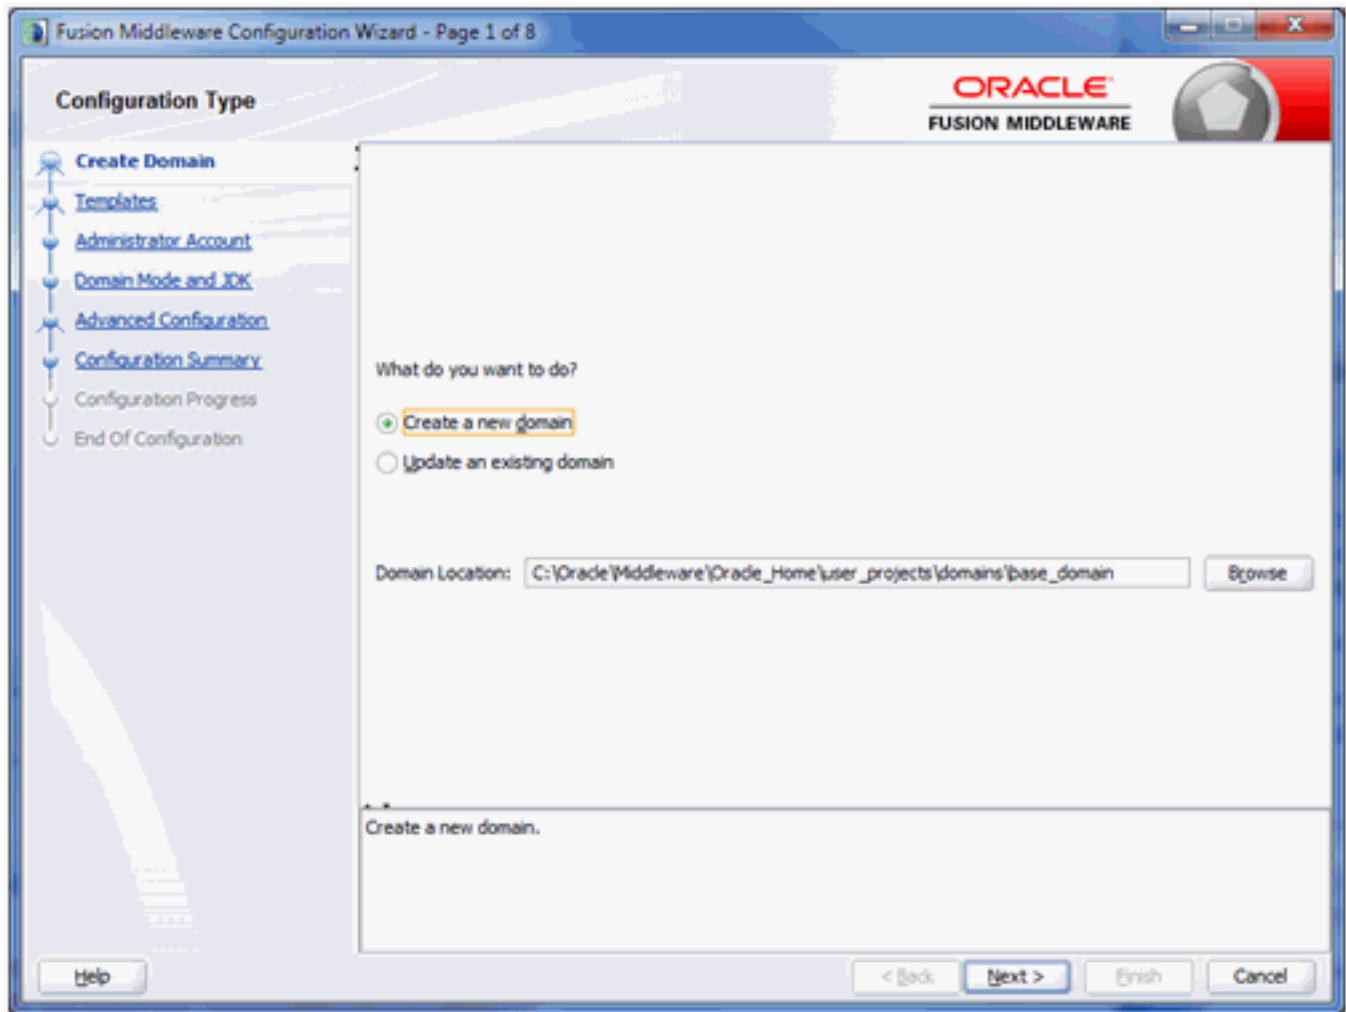 Fusion Middleware Configuration Wizard - Page 1 of 8
Configuration Type
ORACLE
FUSION MIDDLEWARE
Create Domain
Templates
Administrator Account
Domain Mode and JDK
Advanced Configuration
Configuration Summary
Configuration Progress
End Of Configuration
What do you want to do?
Create a new domain
Update an existing domain
Domain Location: C:\Oracle\Middleware\Oracle_Home\user_projects\domains\base_domain Browse
Create a new domain.
Help < Back Next > Finish Cancel